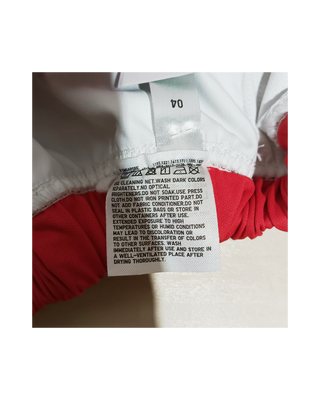 04
USE CLEANING NET.WASH DARK COLORS
SEPARATELY.NO OPTICAL
BRIGHTENERS.DO NOT SOAK.USE PRESS
CLOTH.DO NOT IRON PRINTED PART.DO
NOT ADD FABRIC CONDITIONER.DO NOT
SEAL IN PLASTIC BAGS OR STORE IN
OTHER CONTAINERS AFTER USE.
EXTENDED EXPOSURE TO HIGH
TEMPERATURES OR HUMID CONDITIONS
MAY LEAD TO DISCOLORATION OR
RESULT IN THE TRANSFER OF COLORS
TO OTHER SURFACES. WASH
IMMEDIATELY AFTER USE AND STORE IN
A WELL-VENTILATED PLACE AFTER
DRYING THOROUGHLY.